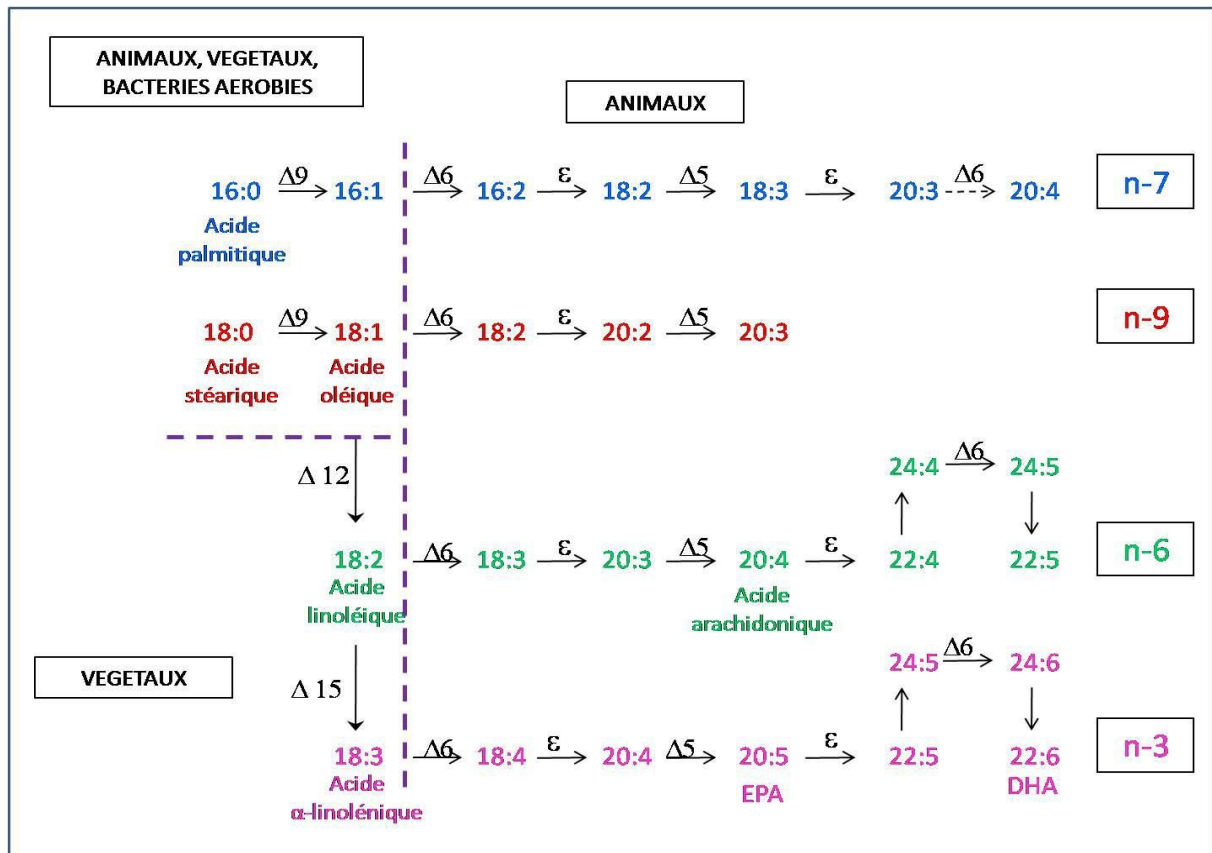 ANIMAUX, VEGETAUX,
BACTERIES AEROBIES
ANIMAUX
16:0 Δ9 16:1 Δ6 16:2 ε 18:2 Δ5 18:3 ε 20:3 Δ6 20:4 n-7
Acide
palmitique
18:0 Δ9 18:1 Δ6 18:2 ε 20:2 Δ5 20:3 n-9
Acide
stéarique
Acide
oléique
Δ 12
24:4 Δ6 24:5
18:2 Δ6 18:3 ε 20:3 Δ5 20:4 ε 22:4 22:5 n-6
Acide
linoléique
Acide
arachidonique
VEGETAUX
Δ 15
24:5 Δ6 24:6
18:3 Δ6 18:4 ε 20:4 Δ5 20:5 ε 22:5 22:6 n-3
Acide
α-linolénique
EPA
DHA